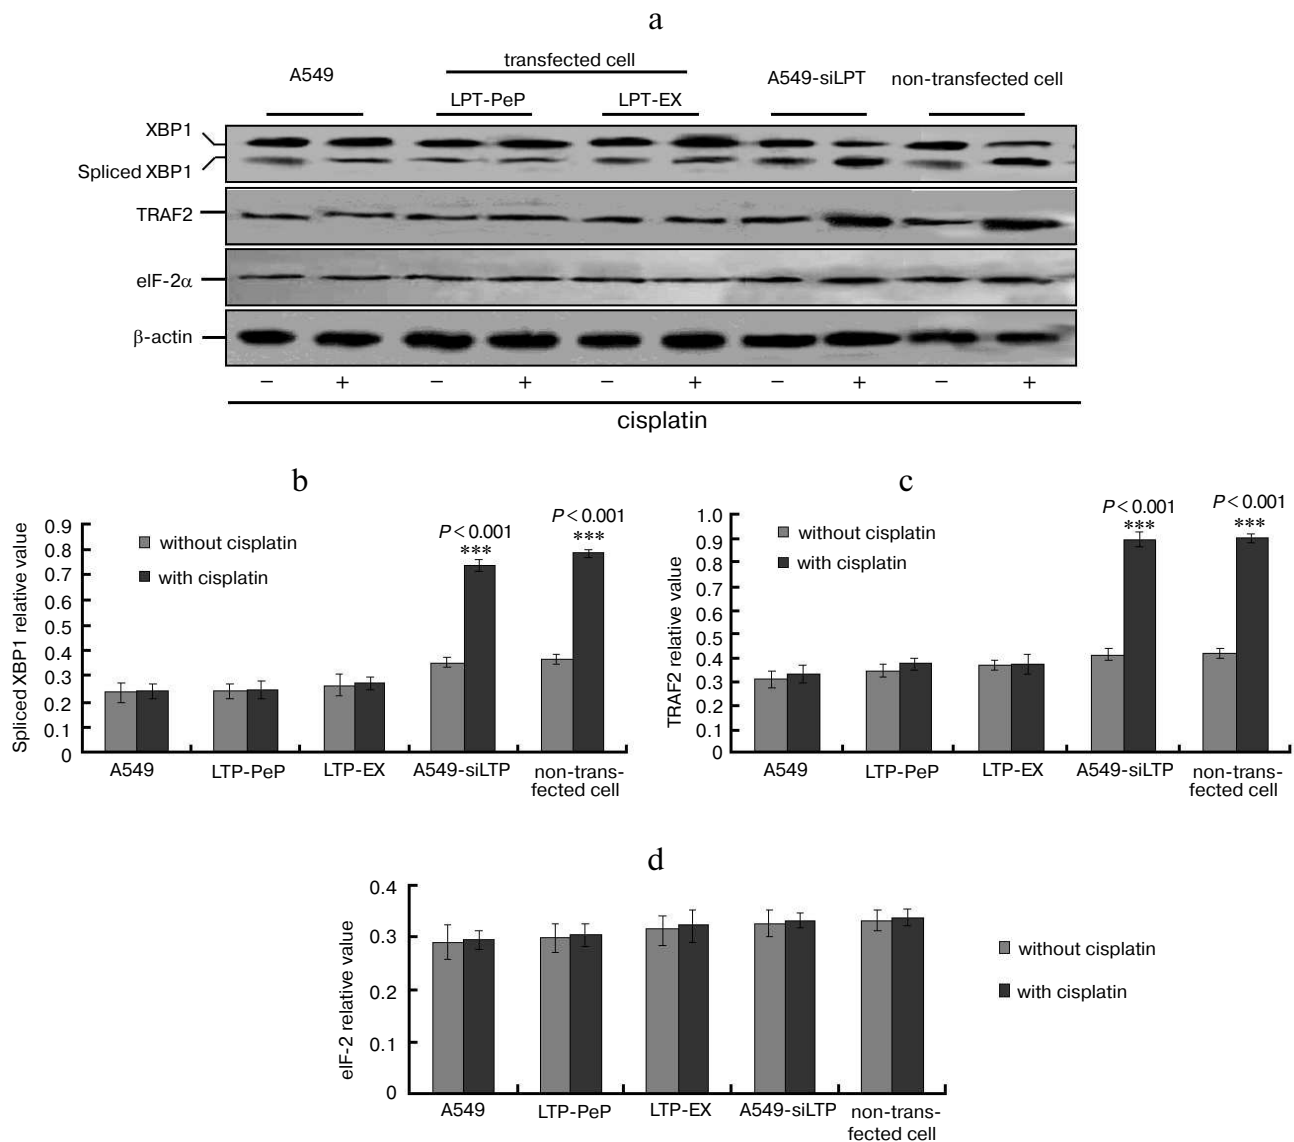 a
transfected cell
A549
A549-siLPT
non-transfected cell
LPT-PeP
LPT-EX
XBP1
Spliced XBP1
TRAF2
eIF-2α
β-actin
– + – + – + – + – +
cisplatin
b
Spliced XBP1 relative value
0.9
0.8
0.7
0.6
0.5
0.4
0.3
0.2
0.1
0
without cisplatin
with cisplatin
P < 0.001
***
P < 0.001
***
A549
LTP-PeP
LTP-EX
A549-siLTP
non-trans-
fected cell
c
TRAF2 relative value
1.0
0.9
0.8
0.7
0.6
0.5
0.4
0.3
0.2
0.1
0
without cisplatin
with cisplatin
P < 0.001
***
P < 0.001
***
A549
LTP-PeP
LTP-EX
A549-siLTP
non-trans-
fected cell
d
eIF-2 relative value
0.4
0.3
0.2
0.1
0
without cisplatin
with cisplatin
A549
LTP-PeP
LTP-EX
A549-siLTP
non-trans-
fected cell